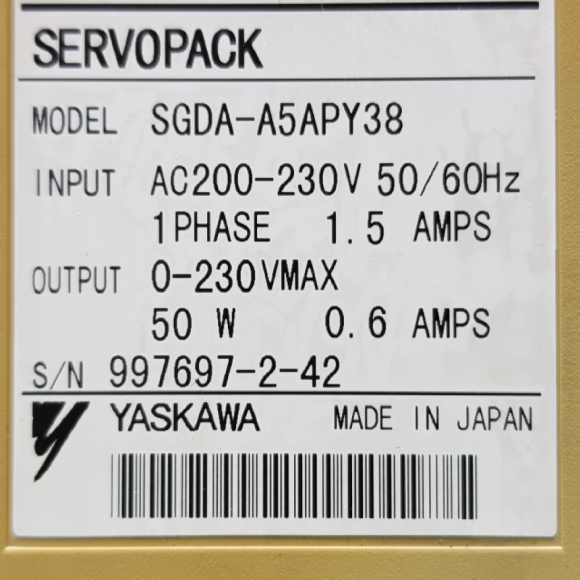 SERVOPACK
MODEL SGDA-A5APY38
INPUT AC200-230V 50/60Hz
1PHASE 1.5 AMPS
OUTPUT 0-230VMAX
50 W 0.6 AMPS
S/N 997697-2-42
YASKAWA MADE IN JAPAN